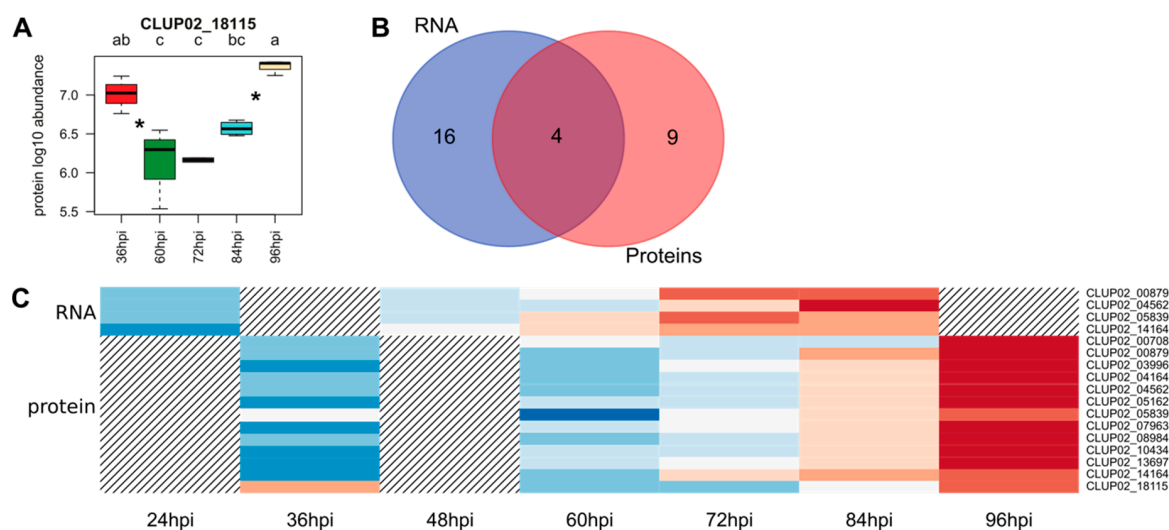 A
CLUP02_18115
ab c c bc a
protein log10 abundance
7.0
6.5
6.0
5.5
*
*
36hpi 60hpi 72hpi 84hpi 96hpi
B
RNA
16 4 9
Proteins
C
RNA
protein
CLUP02_00879
CLUP02_04562
CLUP02_05839
CLUP02_14164
CLUP02_00708
CLUP02_00879
CLUP02_03996
CLUP02_04164
CLUP02_04562
CLUP02_05162
CLUP02_05839
CLUP02_07963
CLUP02_08984
CLUP02_10434
CLUP02_13697
CLUP02_14164
CLUP02_18115
24hpi 36hpi 48hpi 60hpi 72hpi 84hpi 96hpi